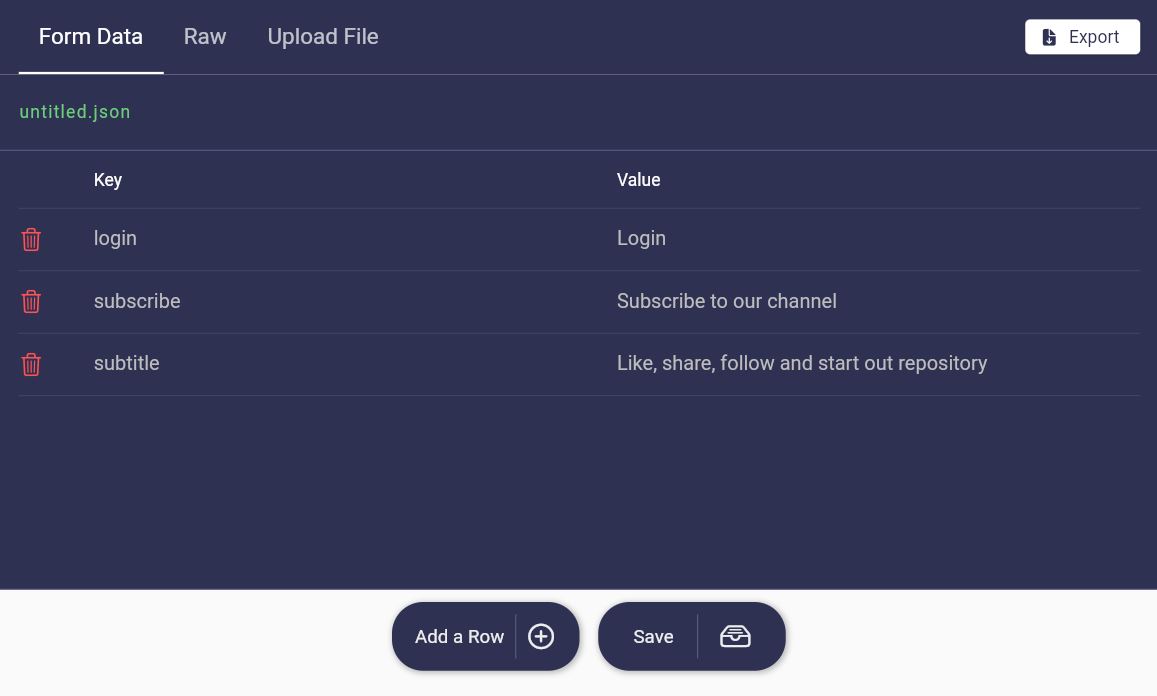 Form Data Raw Upload File Export
untitled.json
Key Value
login Login
subscribe Subscribe to our channel
subtitle Like, share, follow and start out repository
Add a Row Save